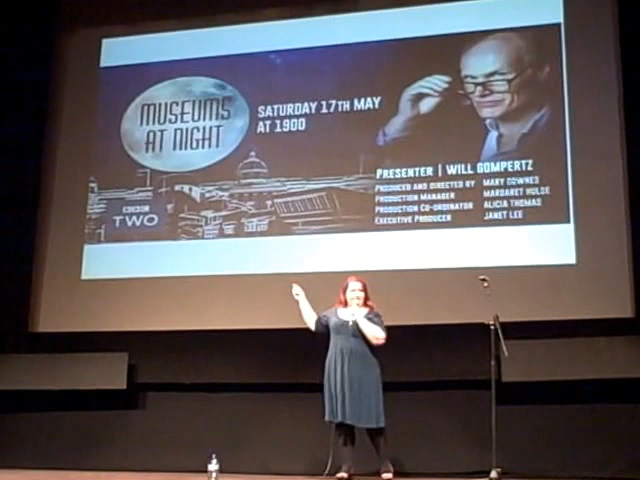 MUSEUMS
AT NIGHT
SATURDAY 17TH MAY
AT 1900
PRESENTER | WILL GOMPERTZ
PRODUCED AND DIRECTED BY MARY DOWNES
PRODUCTION MANAGER MARGARET HULSE
PRODUCTION CO-ORDINATOR ALICIA THOMAS
EXECUTIVE PRODUCER JANET LEE
BBC
TWO